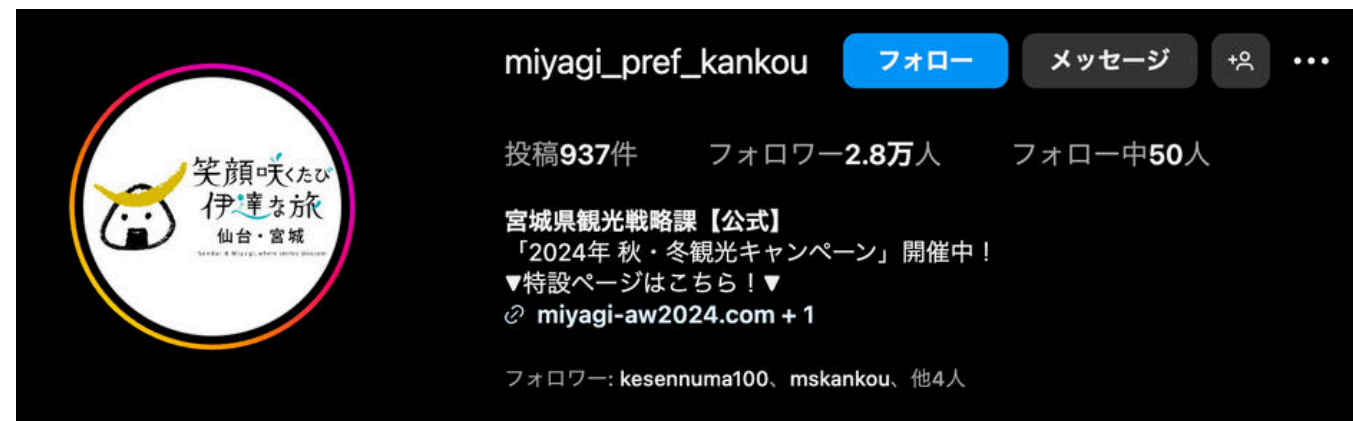 miyagi_pref_kankou フォロー メッセージ
投稿937件 フォロワー2.8万人 フォロー中50人
宮城県観光戦略課【公式】
「2024年 秋・冬観光キャンペーン」開催中！
▼特設ページはこちら！▼
miyagi-aw2024.com + 1
フォロワー: kesennuma100、mskankou、他4人
笑顔咲くたび
伊達な旅
仙台・宮城
Sendai & Miyagi, where smiles blossom